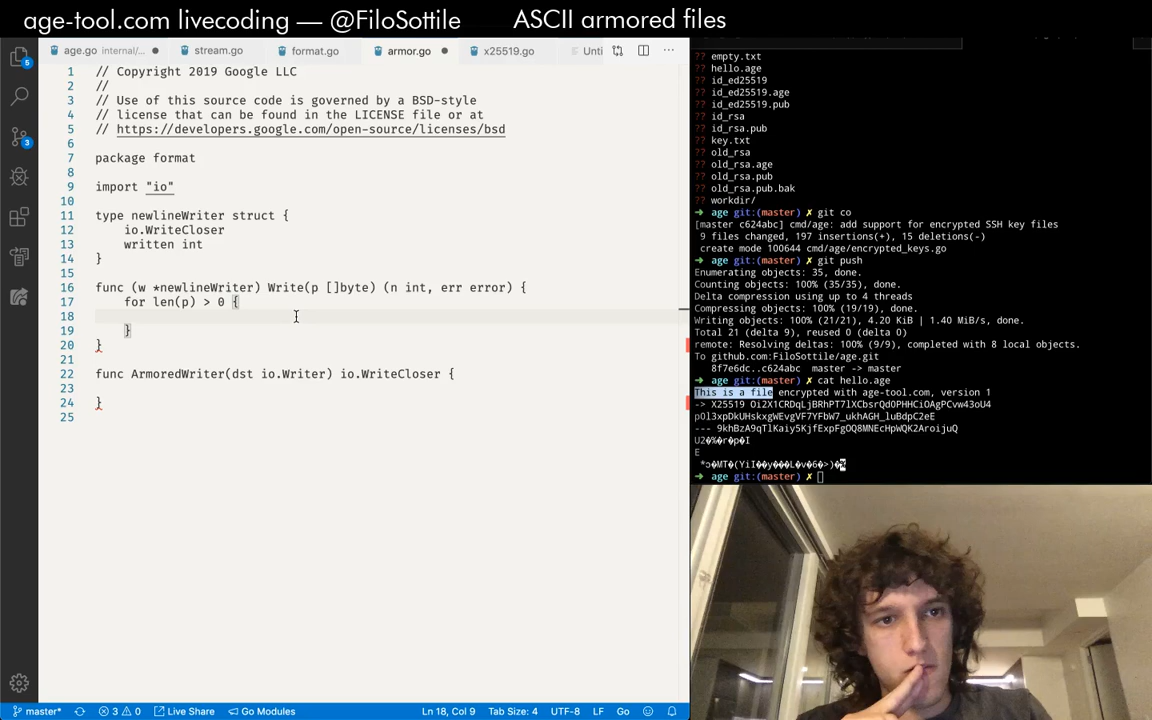 age-tool.com livecoding — @FiloSottile
ASCII armored files
age.go internal/...
stream.go
format.go
armor.go
x25519.go
Unti
1 // Copyright 2019 Google LLC
2 //
3 // Use of this source code is governed by a BSD-style
4 // license that can be found in the LICENSE file or at
5 // https://developers.google.com/open-source/licenses/bsd
6
7 package format
8
9 import "io"
10
11 type newlineWriter struct {
12 io.WriteCloser
13 written int
14 }
15
16 func (w *newlineWriter) Write(p []byte) (n int, err error) {
17 for len(p) > 0 {
18
19 }
20 }
21
22 func ArmoredWriter(dst io.Writer) io.WriteCloser {
23
24 }
25
?? empty.txt
?? hello.age
?? id_ed25519
?? id_ed25519.age
?? id_ed25519.pub
?? id_rsa
?? id_rsa.pub
?? key.txt
?? old_rsa
?? old_rsa.age
?? old_rsa.pub
?? old_rsa.pub.bak
?? workdir/
➜ age git:(master) ✗ git co
[master c624abc] cmd/age: add support for encrypted SSH key files
9 files changed, 197 insertions(+), 15 deletions(-)
create mode 100644 cmd/age/encrypted_keys.go
➜ age git:(master) ✗ git push
Enumerating objects: 35, done.
Counting objects: 100% (35/35), done.
Delta compression using up to 4 threads
Compressing objects: 100% (19/19), done.
Writing objects: 100% (21/21), 4.20 KiB | 1.40 MiB/s, done.
Total 21 (delta 9), reused 0 (delta 0)
remote: Resolving deltas: 100% (9/9), completed with 8 local objects.
To github.com:FiloSottile/age.git
8f7e6dc..c624abc master -> master
➜ age git:(master) ✗ cat hello.age
This is a file encrypted with age-tool.com, version 1
-> X25519 Oi2X1CRDqLjBRhPT7lXCbsrQd0PHHCiOAgPCvw43oU4
p0l3xpDkUHskxgWEvgVF7YFbW7_ukhAGH_luBdpC2eE
--- 9khBzA9qTlKaiy5KjfExpFgOQ8MNEcHpWQK2AroijuQ
E
➜ age git:(master) ✗
5
3
master*
3 0
Live Share
Go Modules
Ln 18, Col 9
Tab Size: 4
UTF-8
LF
Go